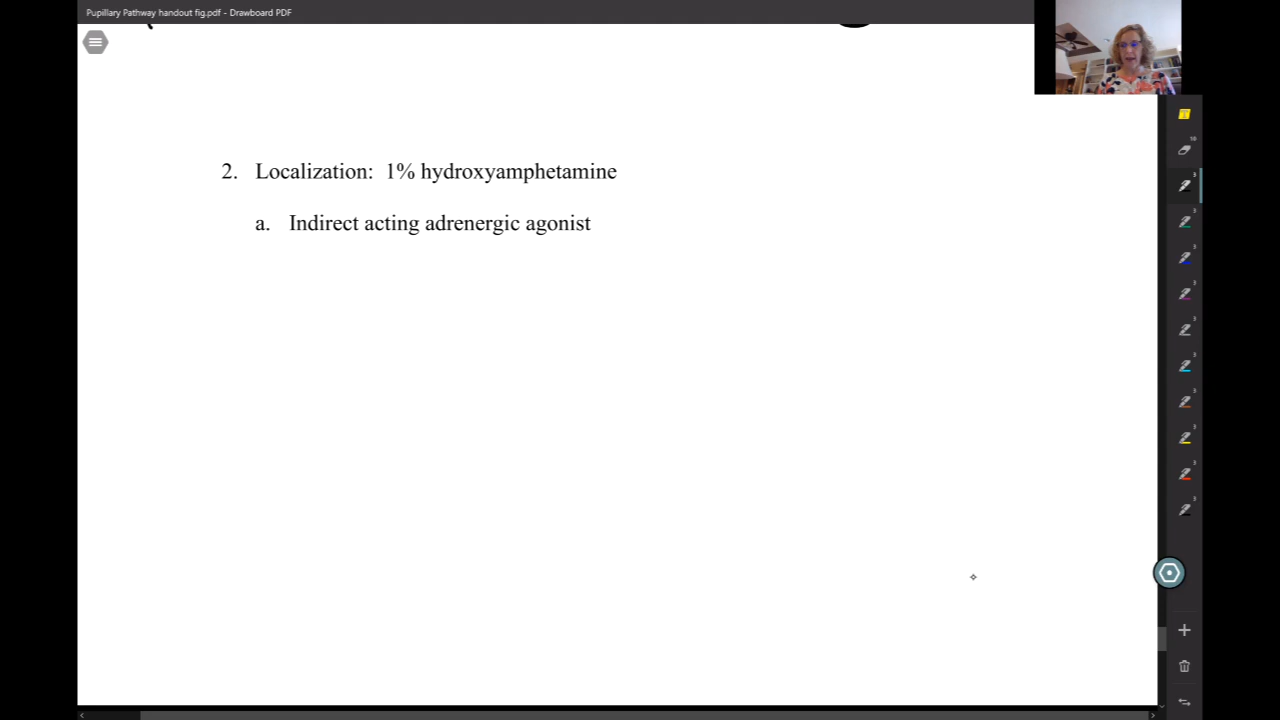 Pupillary Pathway handout fig.pdf - Drawboard PDF
2. Localization: 1% hydroxyamphetamine
a. Indirect acting adrenergic agonist